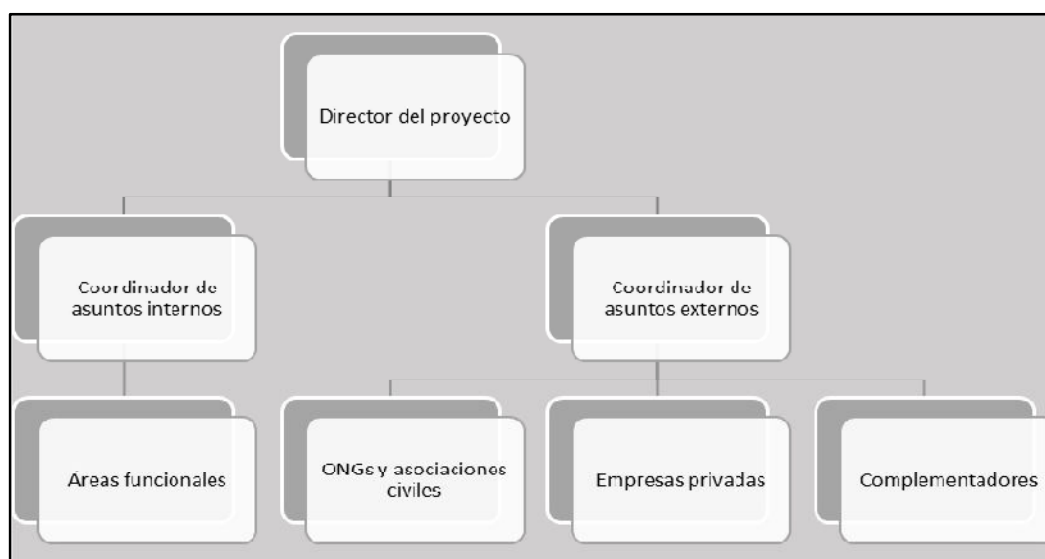 Director del proyecto
Coordinador de
asuntos internos
Coordinador de
asuntos externos
Áreas funcionales
ONGs y asociaciones
civiles
Empresas privadas
Complementadores